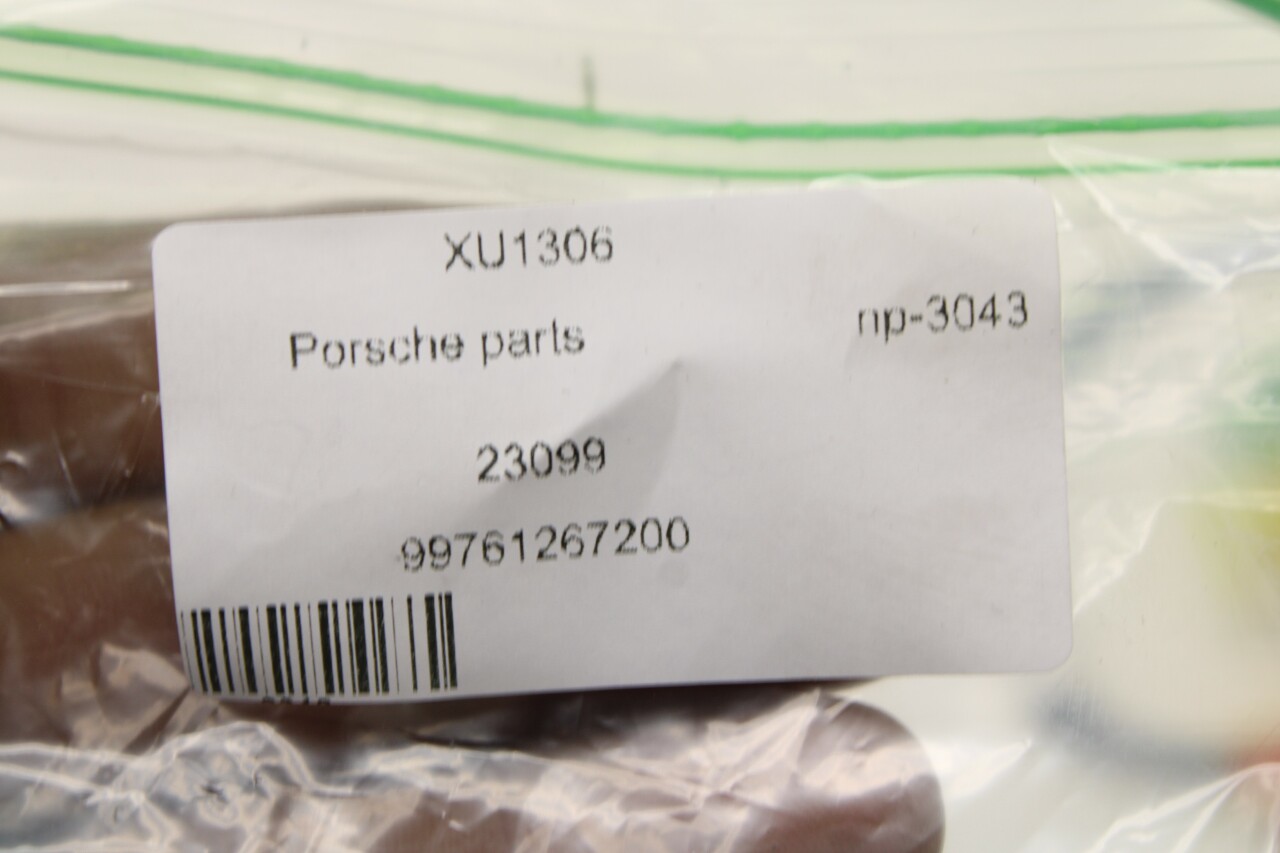 XU1306
Porsche parts
np-3043
23099
99761267200